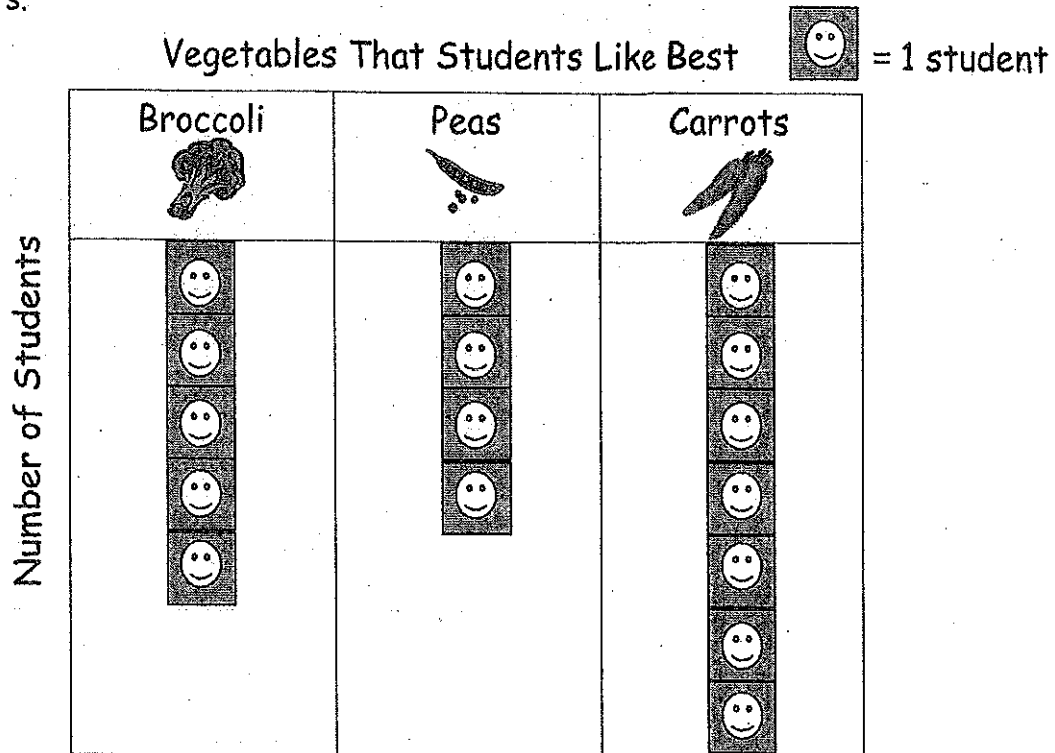 s.
Vegetables That Students Like Best
= 1 student
Broccoli
Peas
Carrots
Number of Students